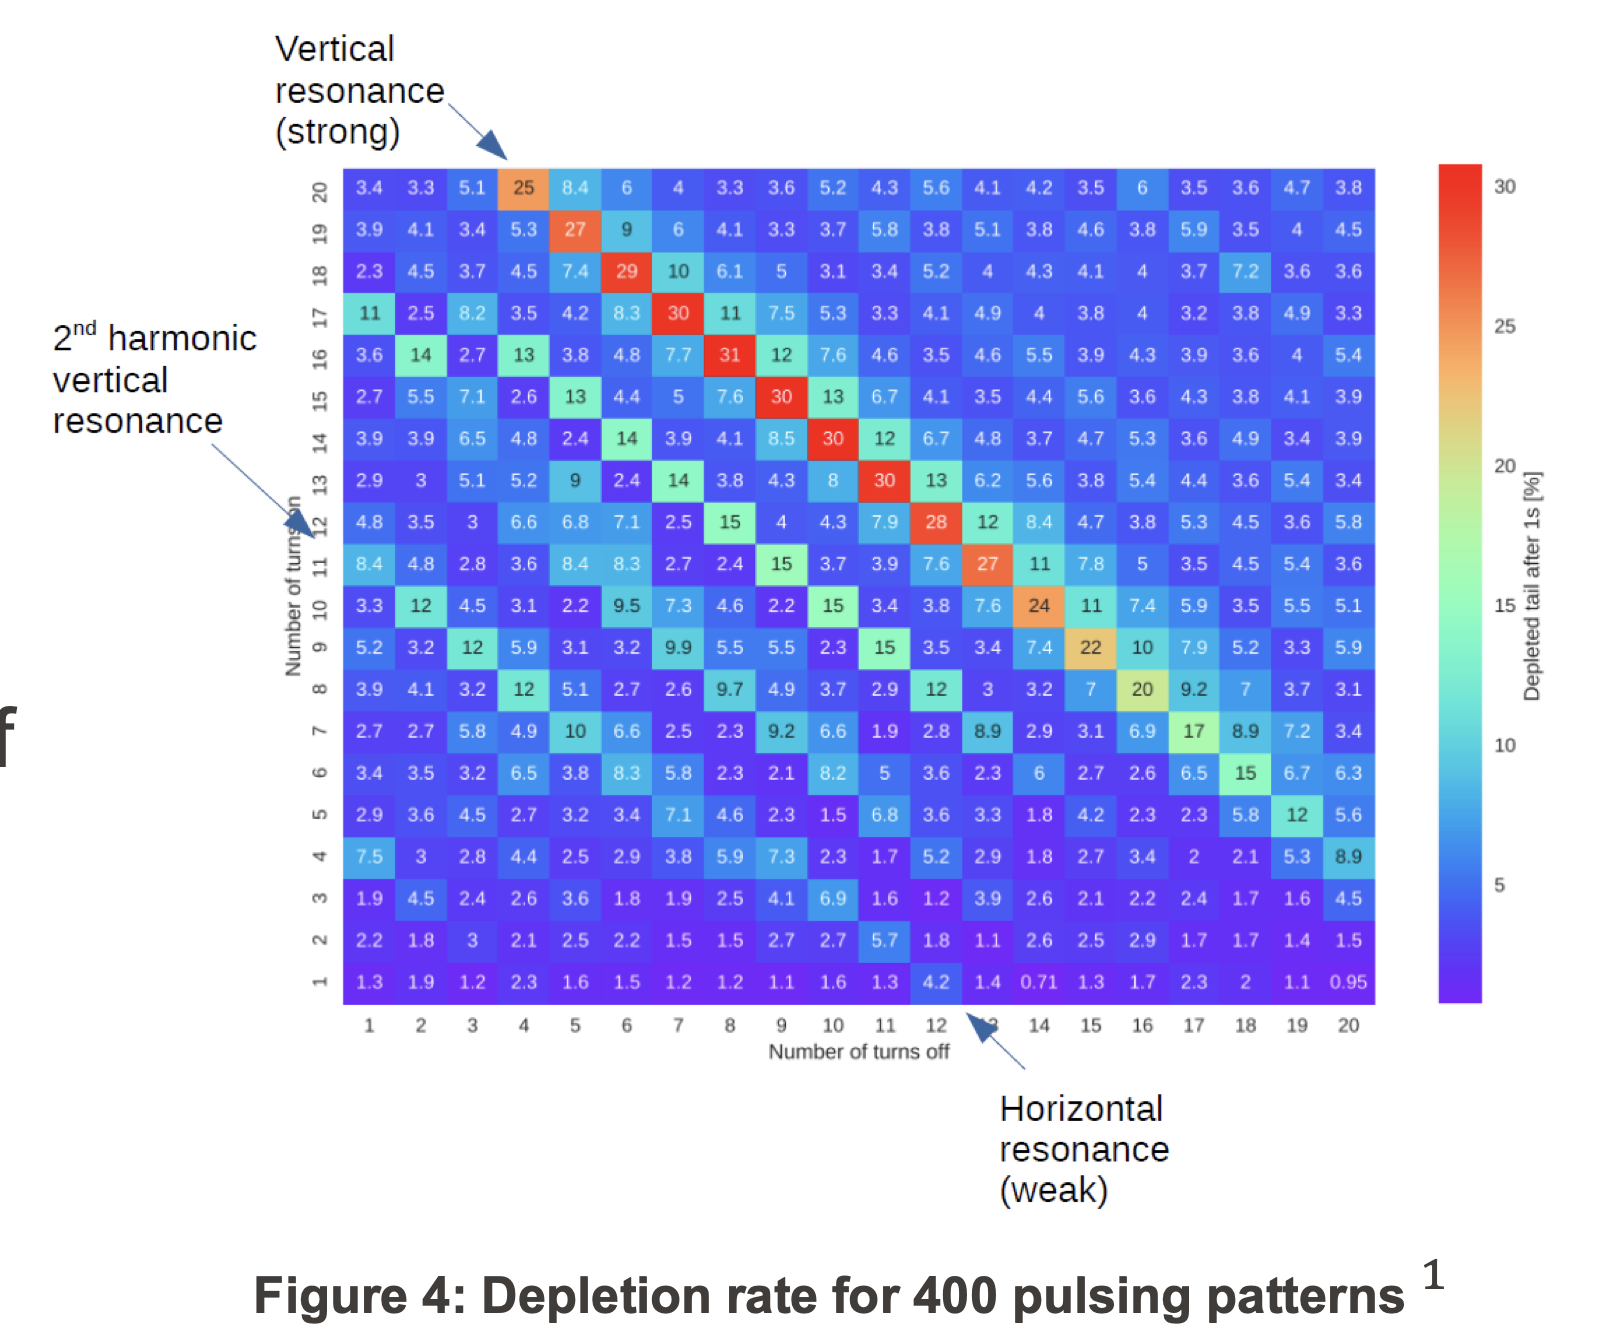 Vertical
resonance
(strong)
2nd harmonic
vertical
resonance
Number of turns on
20 3.4 3.3 5.1 25 8.4 6 4 3.3 3.6 5.2 4.3 5.6 4.1 4.2 3.5 6 3.5 3.6 4.7 3.8
19 3.9 4.1 3.4 5.3 27 9 6 4.1 3.3 3.7 5.8 3.8 5.1 3.8 4.6 3.8 5.9 3.5 4 4.5
18 2.3 4.5 3.7 4.5 7.4 29 10 6.1 5 3.1 3.4 5.2 4 4.3 4.1 4 3.7 7.2 3.6 3.6
17 11 2.5 8.2 3.5 4.2 8.3 30 11 7.5 5.3 3.3 4.1 4.9 4 3.8 4 3.2 3.8 4.9 3.3
16 3.6 14 2.7 13 3.8 4.8 7.7 31 12 7.6 4.6 3.5 4.6 5.5 3.9 4.3 3.9 3.6 4 5.4
15 2.7 5.5 7.1 2.6 13 4.4 5 7.6 30 13 6.7 4.1 3.5 4.4 5.6 3.6 4.3 3.8 4.1 3.9
14 3.9 3.9 6.5 4.8 2.4 14 3.9 4.1 8.5 30 12 6.7 4.8 3.7 4.7 5.3 3.6 4.9 3.4 3.9
13 2.9 3 5.1 5.2 9 2.4 14 3.8 4.3 8 30 13 6.2 5.6 3.8 5.4 4.4 3.6 5.4 3.4
12 4.8 3.5 3 6.6 6.8 7.1 2.5 15 4 4.3 7.9 28 12 8.4 4.7 3.8 5.3 4.5 3.6 5.8
11 8.4 4.8 2.8 3.6 8.4 8.3 2.7 2.4 15 3.7 3.9 7.6 27 11 7.8 5 3.5 4.5 5.4 3.6
10 3.3 12 4.5 3.1 2.2 9.5 7.3 4.6 2.2 15 3.4 3.8 7.6 24 11 7.4 5.9 3.5 5.5 5.1
9 5.2 3.2 12 5.9 3.1 3.2 9.9 5.5 5.5 2.3 15 3.5 3.4 7.4 22 10 7.9 5.2 3.3 5.9
8 3.9 4.1 3.2 12 5.1 2.7 2.6 9.7 4.9 3.7 2.9 12 3 3.2 7 20 9.2 7 3.7 3.1
7 2.7 2.7 5.8 4.9 10 6.6 2.5 2.3 9.2 6.6 1.9 2.8 8.9 2.9 3.1 6.9 17 8.9 7.2 3.4
6 3.4 3.5 3.2 6.5 3.8 8.3 5.8 2.3 2.1 8.2 5 3.6 2.3 6 2.7 2.6 6.5 15 6.7 6.3
5 2.9 3.6 4.5 2.7 3.2 3.4 7.1 4.6 2.3 1.5 6.8 3.6 3.3 1.8 4.2 2.3 2.3 5.8 12 5.6
4 7.5 3 2.8 4.4 2.5 2.9 3.8 5.9 7.3 2.3 1.7 5.2 2.9 1.8 2.7 3.4 2 2.1 5.3 8.9
3 1.9 4.5 2.4 2.6 3.6 1.8 1.9 2.5 4.1 6.9 1.6 1.2 3.9 2.6 2.1 2.2 2.4 1.7 1.6 4.5
2 2.2 1.8 3 2.1 2.5 2.2 1.5 1.5 2.7 2.7 5.7 1.8 1.1 2.6 2.5 2.9 1.7 1.7 1.4 1.5
1 1.3 1.9 1.2 2.3 1.6 1.5 1.2 1.2 1.1 1.6 1.3 4.2 1.4 0.71 1.3 1.7 2.3 2 1.1 0.95
1 2 3 4 5 6 7 8 9 10 11 12 13 14 15 16 17 18 19 20
Number of turns off
30
25
20
15
10
5
Depleted tail after 1s [%]
f
Horizontal
resonance
(weak)
Figure 4: Depletion rate for 400 pulsing patterns 1